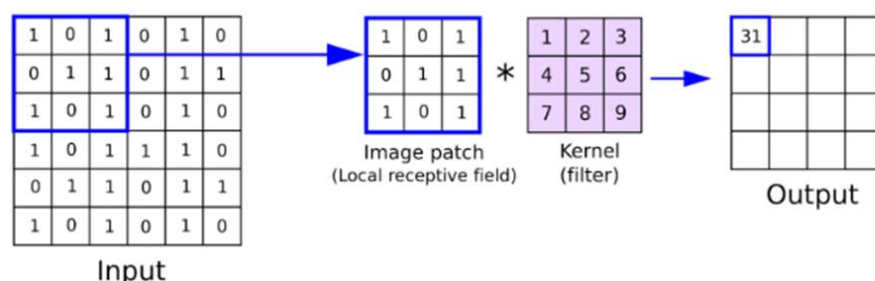 1 0 1 0 1 0
0 1 1 0 1 1
1 0 1 0 1 0
1 0 1 1 1 0
0 1 1 0 1 1
1 0 1 0 1 0
Input
1 0 1
0 1 1
1 0 1
Image patch
(Local receptive field)
*
1 2 3
4 5 6
7 8 9
Kernel
(filter)
31
Output